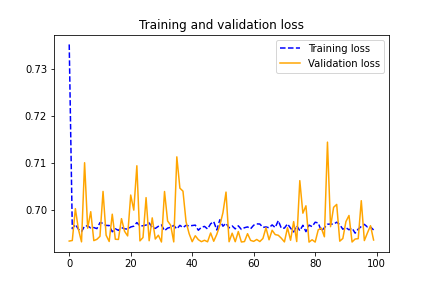 Training and validation loss
Training loss
Validation loss
0.73
0.72
0.71
0.70
0 20 40 60 80 100